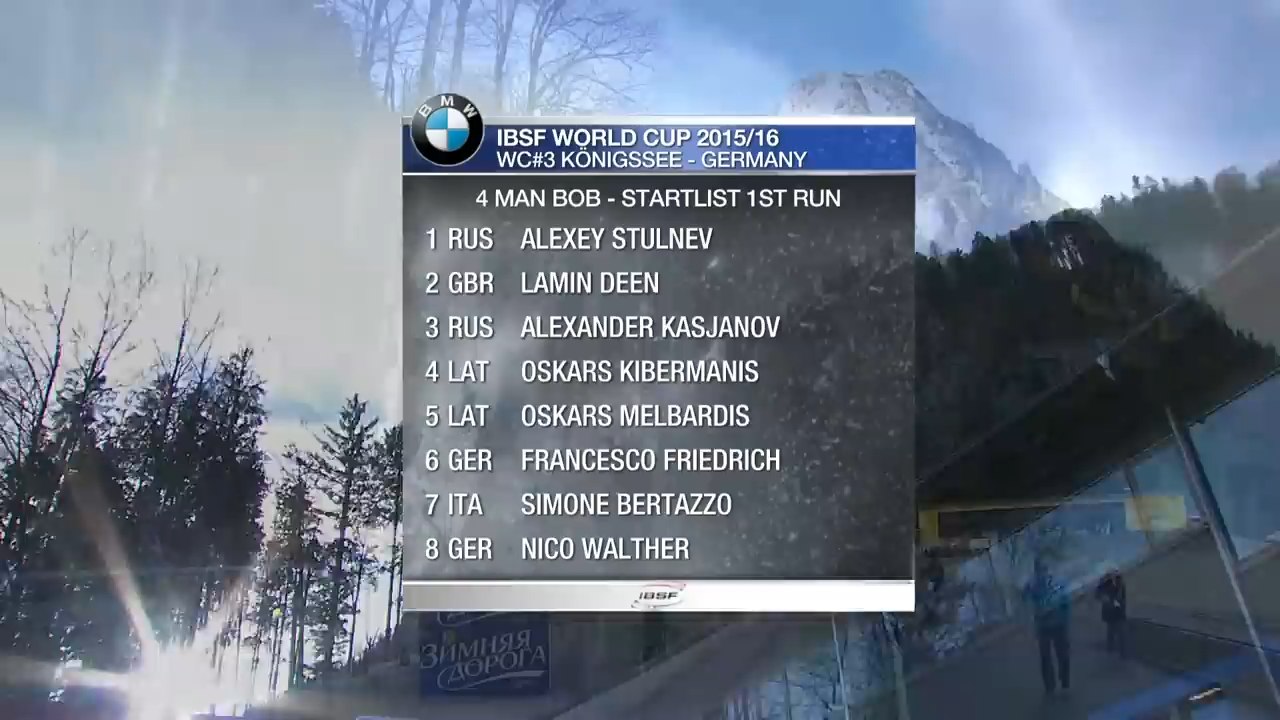 BMW
IBSF WORLD CUP 2015/16
WC#3 KÖNIGSSEE - GERMANY
4 MAN BOB - STARTLIST 1ST RUN
1 RUS ALEXEY STULNEV
2 GBR LAMIN DEEN
3 RUS ALEXANDER KASJANOV
4 LAT OSKARS KIBERMANIS
5 LAT OSKARS MELBARDIS
6 GER FRANCESCO FRIEDRICH
7 ITA SIMONE BERTAZZO
8 GER NICO WALTHER
IBSF
ЗИМНЯЯ
ДОРОГА